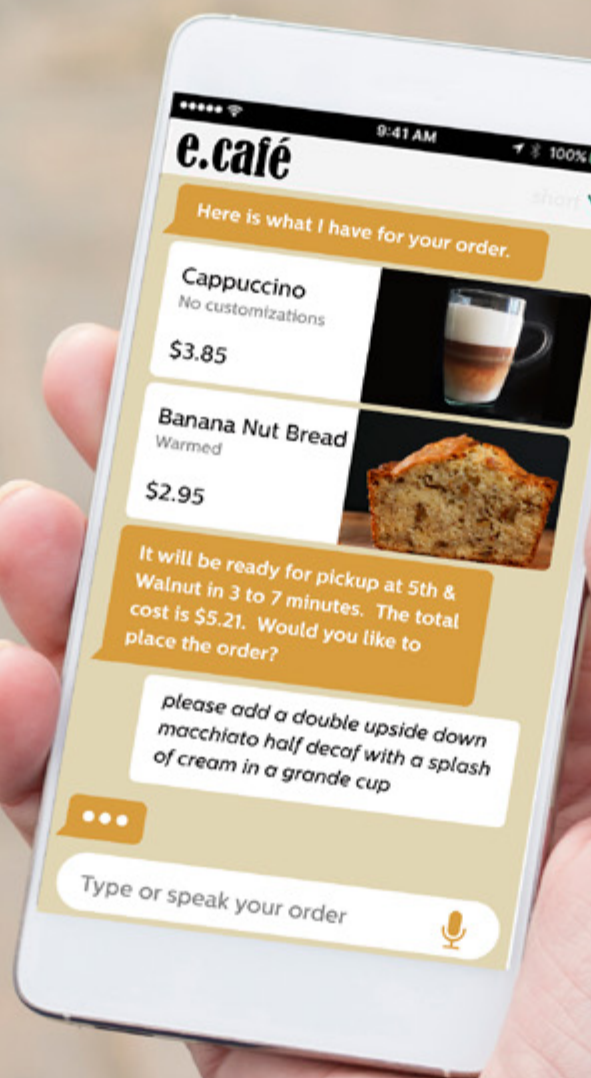 9:41 AM
100%
e.café
short
Here is what I have for your order.
Cappuccino
No customizations
$3.85
Banana Nut Bread
Warmed
$2.95
It will be ready for pickup at 5th &
Walnut in 3 to 7 minutes. The total
cost is $5.21. Would you like to
place the order?
please add a double upside down
macchiato half decaf with a splash
of cream in a grande cup
Type or speak your order